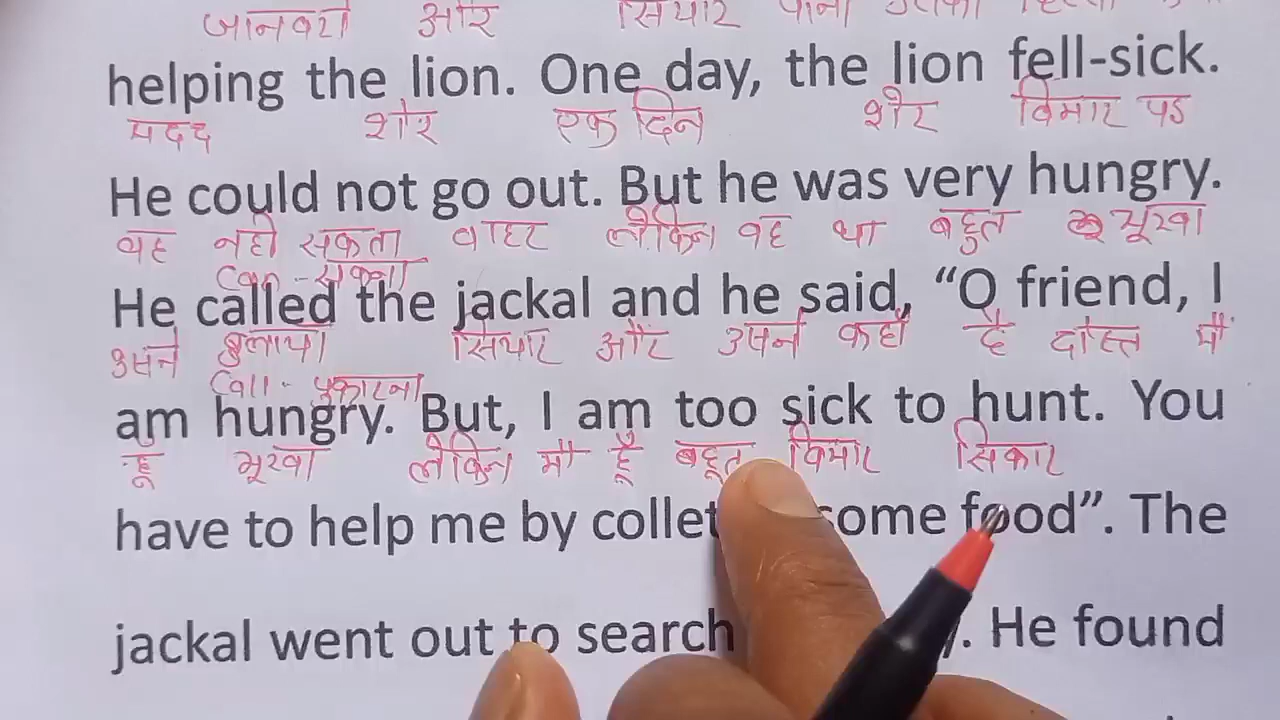 जानवरो और सियार
helping the lion. One day, the lion fell-sick.
मदद शेर एक दिन शेर बिमार पड
He could not go out. But he was very hungry.
वह नही सकता बाहर लेकिन वह था बहुत भूखा
Can - सकना
He called the jackal and he said, “O friend, I
उसने बुलाया सियार और उसने कहा हे दोस्त मै
Call - पुकारना
am hungry. But, I am too sick to hunt. You
हूँ भूखा लेकिन मै हूँ बहूत बिमार सिकार
have to help me by collet some food”. The
jackal went out to search . He found